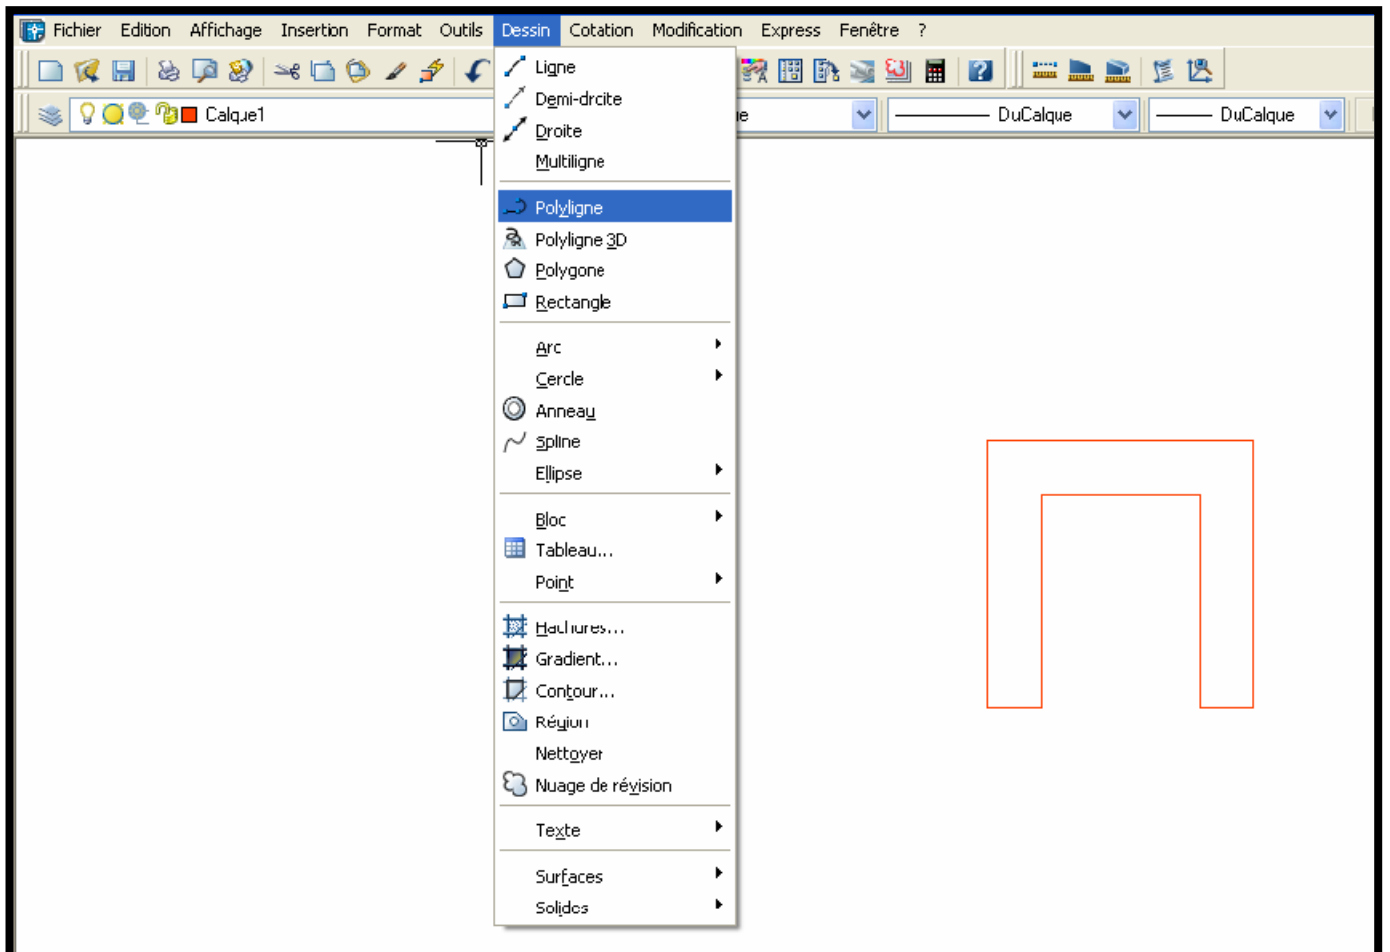 Fichier Edition Affichage Insertion Format Outils Dessin Cotation Modification Express Fenêtre ?
Calque1
DuCalque
DuCalque
Ligne
Demi-droite
Droite
Multiligne
Polyligne
Polyligne 3D
Polygone
Rectangle
Arc
Cercle
Anneau
Spline
Ellipse
Bloc
Tableau...
Point
Hachures...
Gradient...
Contour...
Région
Nettoyer
Nuage de révision
Texte
Surfaces
Solides